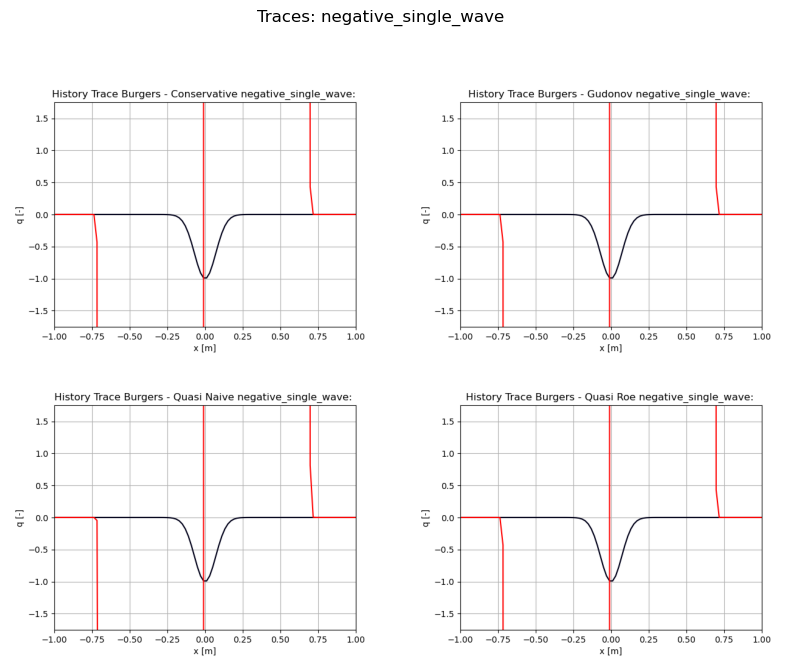 Traces: negative_single_wave
History Trace Burgers - Conservative negative_single_wave:
1.5
1.0
0.5
0.0
−0.5
−1.0
−1.5
q [-]
−1.00 −0.75 −0.50 −0.25 0.00 0.25 0.50 0.75 1.00
x [m]
History Trace Burgers - Gudonov negative_single_wave:
1.5
1.0
0.5
0.0
−0.5
−1.0
−1.5
q [-]
−1.00 −0.75 −0.50 −0.25 0.00 0.25 0.50 0.75 1.00
x [m]
History Trace Burgers - Quasi Naive negative_single_wave:
1.5
1.0
0.5
0.0
−0.5
−1.0
−1.5
q [-]
−1.00 −0.75 −0.50 −0.25 0.00 0.25 0.50 0.75 1.00
x [m]
History Trace Burgers - Quasi Roe negative_single_wave:
1.5
1.0
0.5
0.0
−0.5
−1.0
−1.5
q [-]
−1.00 −0.75 −0.50 −0.25 0.00 0.25 0.50 0.75 1.00
x [m]